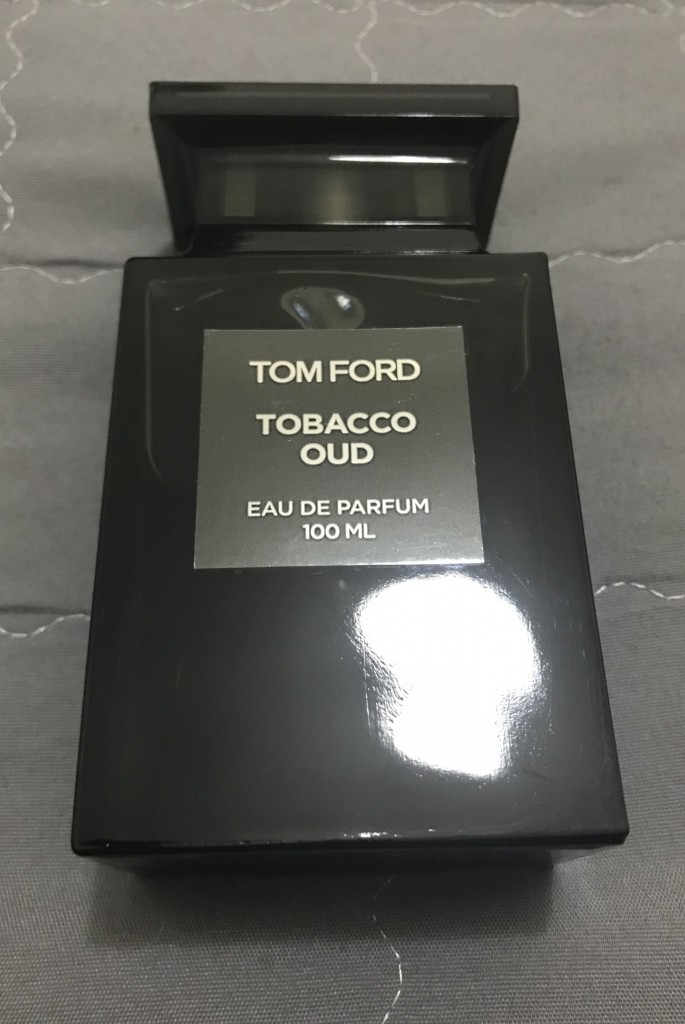 TOM FORD
TOBACCO
OUD
EAU DE PARFUM
100 ML